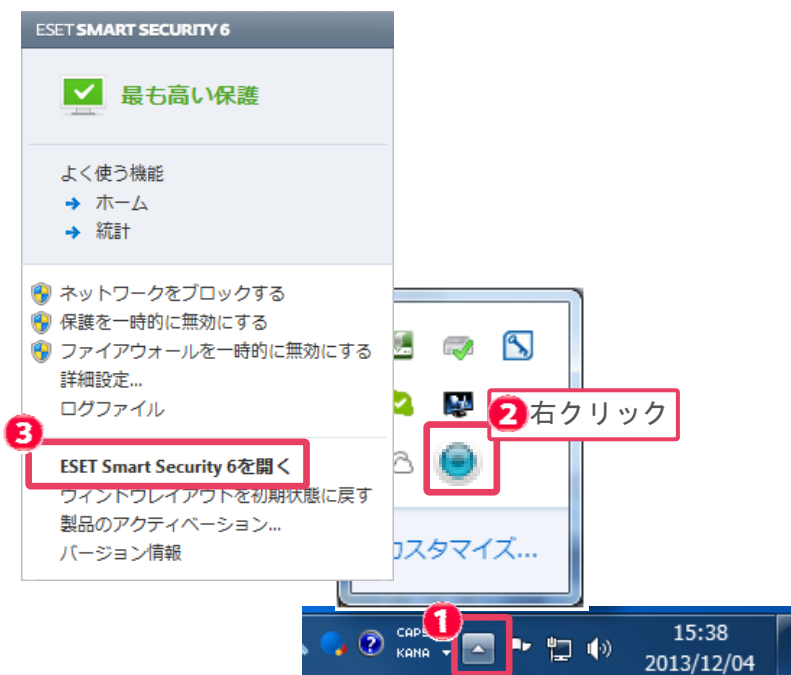 ESET SMART SECURITY 6
最も高い保護
よく使う機能
ホーム
統計
ネットワークをブロックする
保護を一時的に無効にする
ファイアウォールを一時的に無効にする
詳細設定...
ログファイル
3
ESET Smart Security 6を開く
ウィンドウレイアウトを初期状態に戻す
製品のアクティベーション...
バージョン情報
2 右クリック
カスタマイズ...
1
CAPS
KANA
15:38
2013/12/04